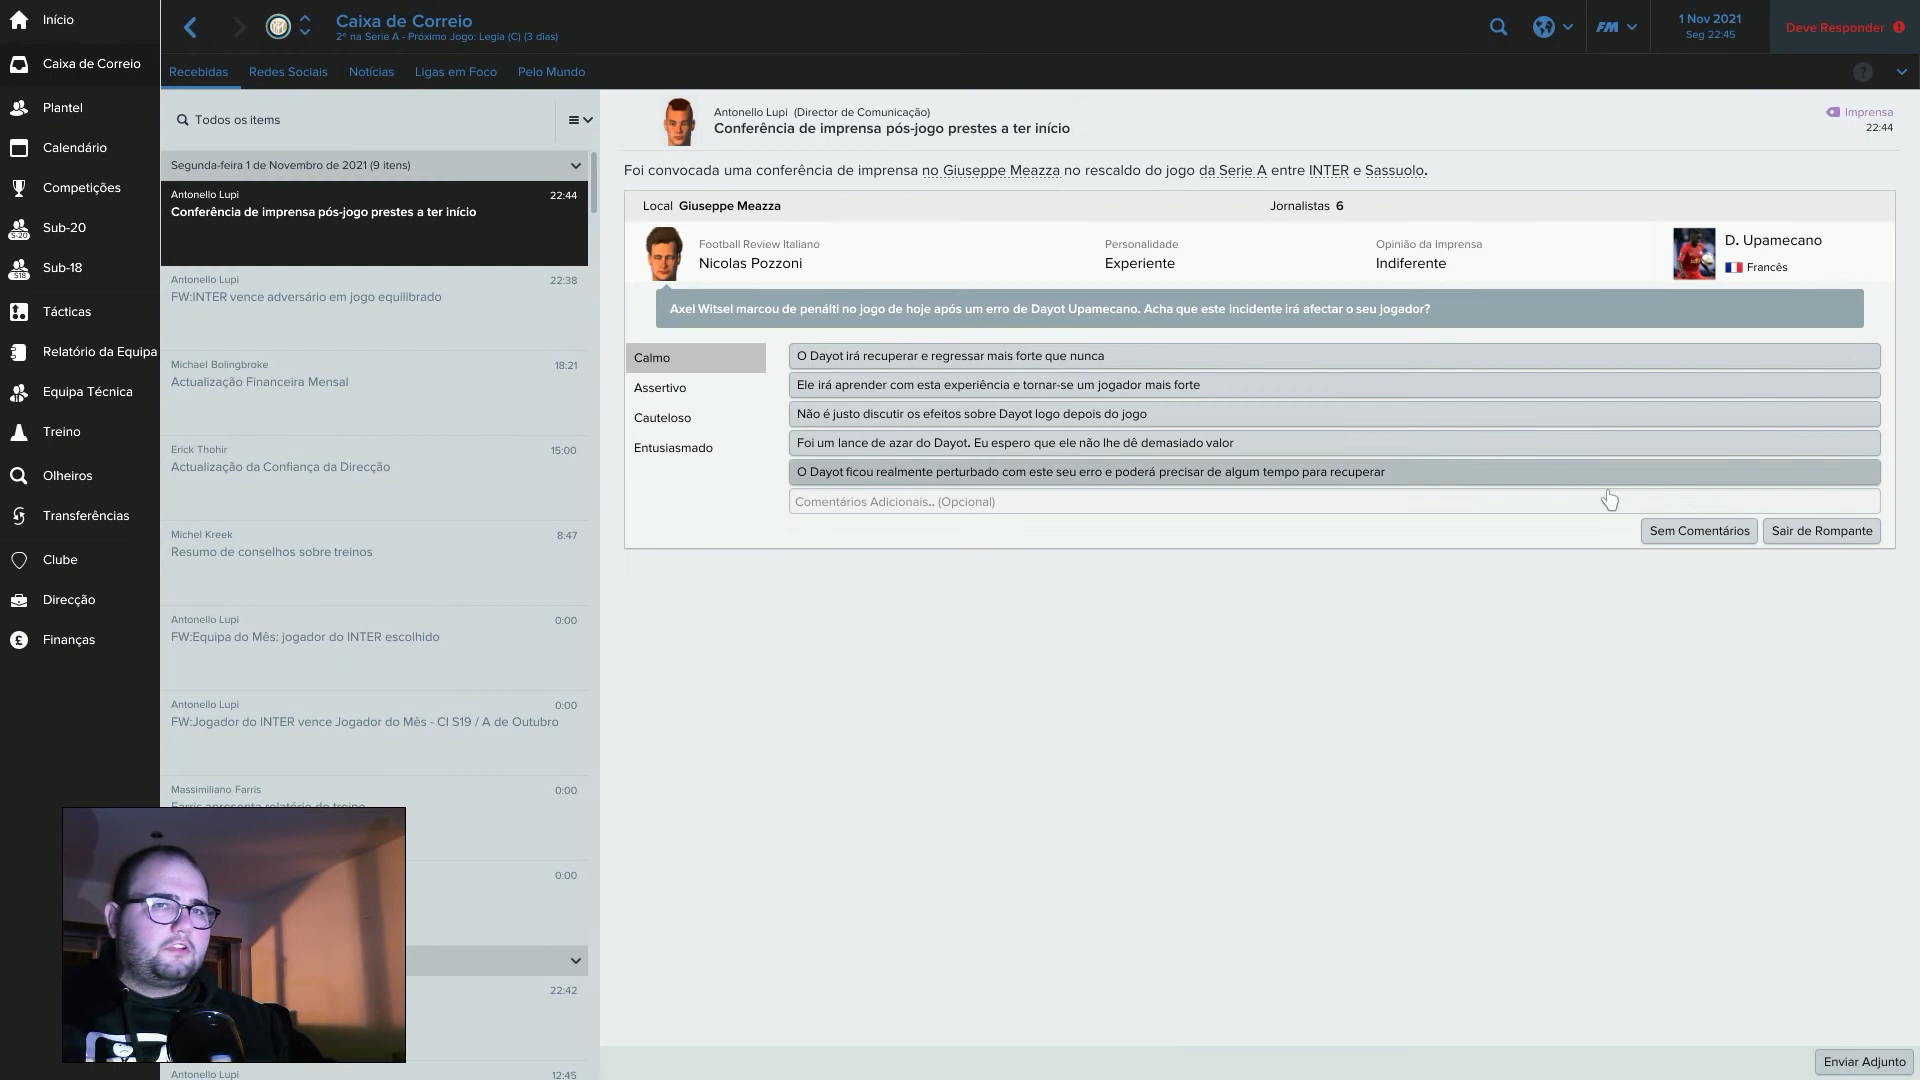 Início
Caixa de Correio
Plantel
Calendário
Competições
Sub-20
Sub-18
Tácticas
Relatório da Equipa
Equipa Técnica
Treino
Olheiros
Transferências
Clube
Direcção
Finanças
Caixa de Correio
2º na Serie A - Próximo Jogo: Legia (C) (3 dias)
FM
1 Nov 2021
Seg 22:45
Deve Responder
Recebidas Redes Sociais Notícias Ligas em Foco Pelo Mundo
Todos os items
Segunda-feira 1 de Novembro de 2021 (9 itens)
Antonello Lupi 22:44
Conferência de imprensa pós-jogo prestes a ter início
Antonello Lupi 22:38
FW:INTER vence adversário em jogo equilibrado
Michael Bolingbroke 18:21
Actualização Financeira Mensal
Erick Thohir 15:00
Actualização da Confiança da Direcção
Michel Kreek 8:47
Resumo de conselhos sobre treinos
Antonello Lupi 0:00
FW:Equipa do Mês: jogador do INTER escolhido
Antonello Lupi 0:00
FW:Jogador do INTER vence Jogador do Mês - CI S19 / A de Outubro
Massimiliano Farris 0:00
Farris apresenta relatório de treino
0:00
22:42
Antonello Lupi 12:45
Antonello Lupi (Director de Comunicação)
Conferência de imprensa pós-jogo prestes a ter início
Imprensa
22:44
Foi convocada uma conferência de imprensa no Giuseppe Meazza no rescaldo do jogo da Serie A entre INTER e Sassuolo.
Local Giuseppe Meazza Jornalistas 6
Football Review Italiano Personalidade Opinião da Imprensa
Nicolas Pozzoni Experiente Indiferente
D. Upamecano
Francês
Axel Witsel marcou de penálti no jogo de hoje após um erro de Dayot Upamecano. Acha que este incidente irá afectar o seu jogador?
Calmo
Assertivo
Cauteloso
Entusiasmado
O Dayot irá recuperar e regressar mais forte que nunca
Ele irá aprender com esta experiência e tornar-se um jogador mais forte
Não é justo discutir os efeitos sobre Dayot logo depois do jogo
Foi um lance de azar do Dayot. Eu espero que ele não lhe dê demasiado valor
O Dayot ficou realmente perturbado com este seu erro e poderá precisar de algum tempo para recuperar
Comentários Adicionais.. (Opcional)
Sem Comentários Sair de Rompante
Enviar Adjunto